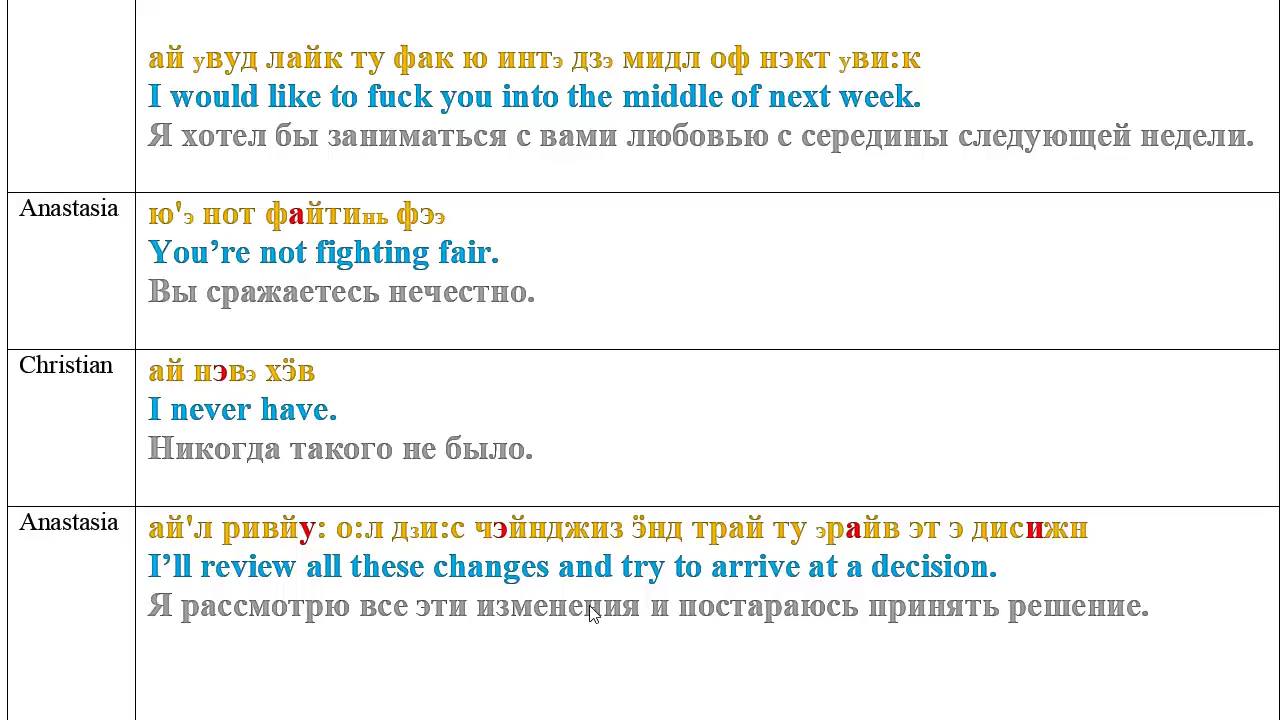 ай увуд лайк ту фак ю интэ дзэ мидл оф нэкт уви:к
I would like to fuck you into the middle of next week.
Я хотел бы заниматься с вами любовью с середины следующей недели.
Anastasia
ю'э нот файтинь фээ
You’re not fighting fair.
Вы сражаетесь нечестно.
Christian
ай нэвэ хӭв
I never have.
Никогда такого не было.
Anastasia
ай'л ривйу: о:л дзи:с чэйнджиз ӭнд трай ту эрайв эт э дисижн
I’ll review all these changes and try to arrive at a decision.
Я рассмотрю все эти изменения и постараюсь принять решение.